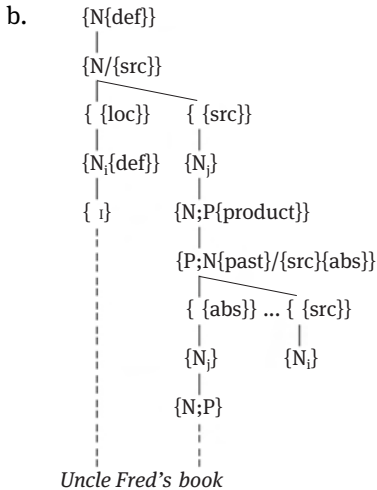 b. {N{def}}
{N/{src}}
{ {loc}} { {src}}
{Nᵢ{def}} {Nⱼ}
{ ɪ} {N;P{product}}
{P;N{past}/{src}{abs}}
{ {abs}} ... { {src}}
{Nⱼ} {Nᵢ}
{N;P}
Uncle Fred's book